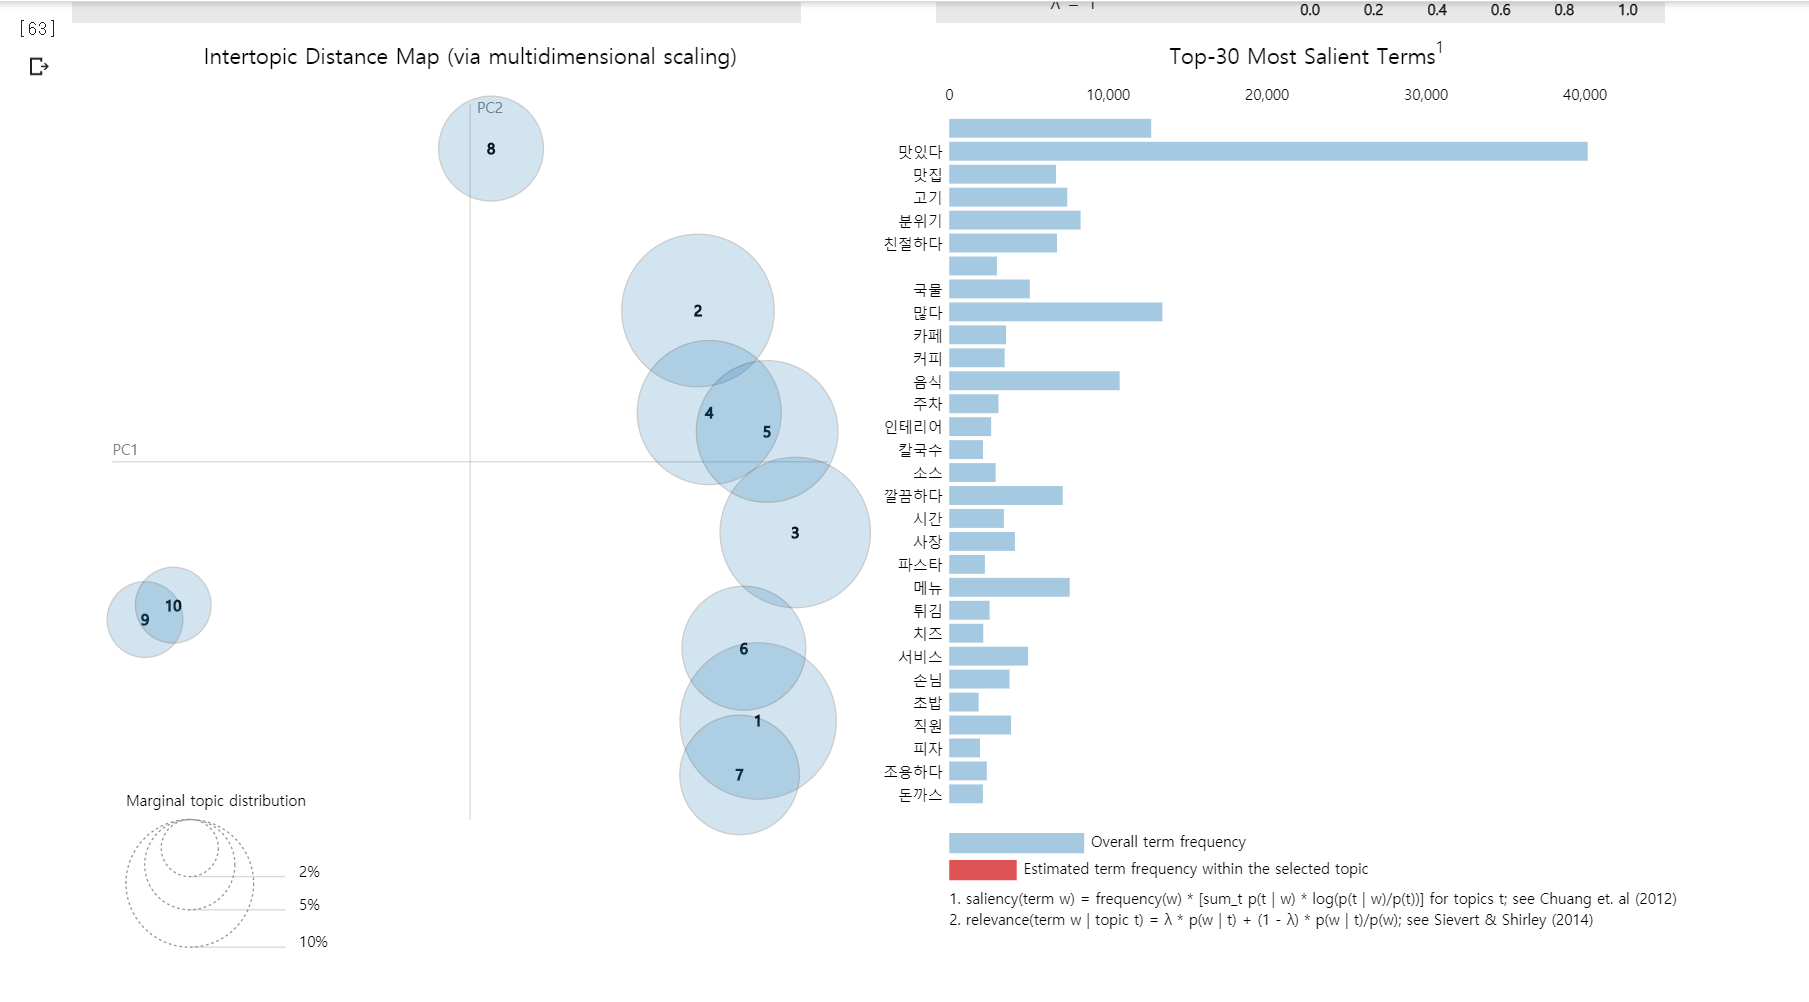 [63]
λ = 1
0.0 0.2 0.4 0.6 0.8 1.0
Intertopic Distance Map (via multidimensional scaling)
PC2
8
2
4
5
PC1
3
10
9
6
1
7
Marginal topic distribution
2%
5%
10%
Top-30 Most Salient Terms1
0 10,000 20,000 30,000 40,000
맛있다
맛집
고기
분위기
친절하다
국물
많다
카페
커피
음식
주차
인테리어
칼국수
소스
깔끔하다
시간
사장
파스타
메뉴
튀김
치즈
서비스
손님
초밥
직원
피자
조용하다
돈까스
Overall term frequency
Estimated term frequency within the selected topic
1. saliency(term w) = frequency(w) * [sum_t p(t | w) * log(p(t | w)/p(t))] for topics t; see Chuang et. al (2012)
2. relevance(term w | topic t) = λ * p(w | t) + (1 - λ) * p(w | t)/p(w); see Sievert & Shirley (2014)